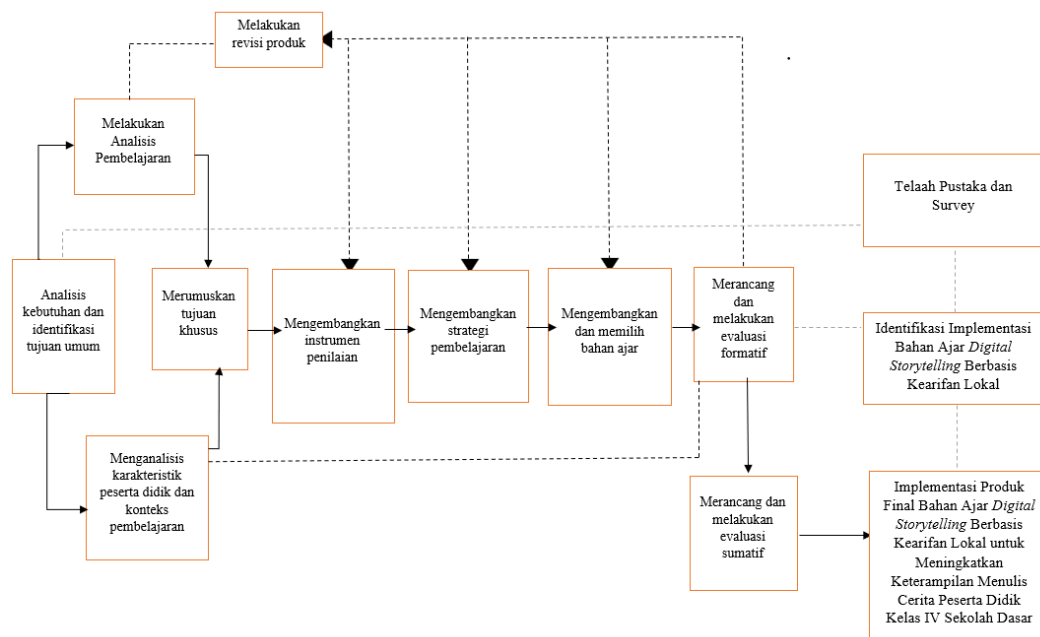 Melakukan
revisi produk
Melakukan
Analisis
Pembelajaran
Telaah Pustaka dan
Survey
Analisis
kebutuhan dan
identifikasi
tujuan umum
Merumuskan
tujuan
khusus
Mengembangkan
instrumen
penilaian
Mengembangkan
strategi
pembelajaran
Mengembangkan
dan memilih
bahan ajar
Merancang
dan
melakukan
evaluasi
formatif
Identifikasi Implementasi
Bahan Ajar Digital
Storytelling Berbasis
Kearifan Lokal
Menganalisis
karakteristik
peserta didik dan
konteks
pembelajaran
Merancang dan
melakukan
evaluasi
sumatif
Implementasi Produk
Final Bahan Ajar Digital
Storytelling Berbasis
Kearifan Lokal untuk
Meningkatkan
Keterampilan Menulis
Cerita Peserta Didik
Kelas IV Sekolah Dasar